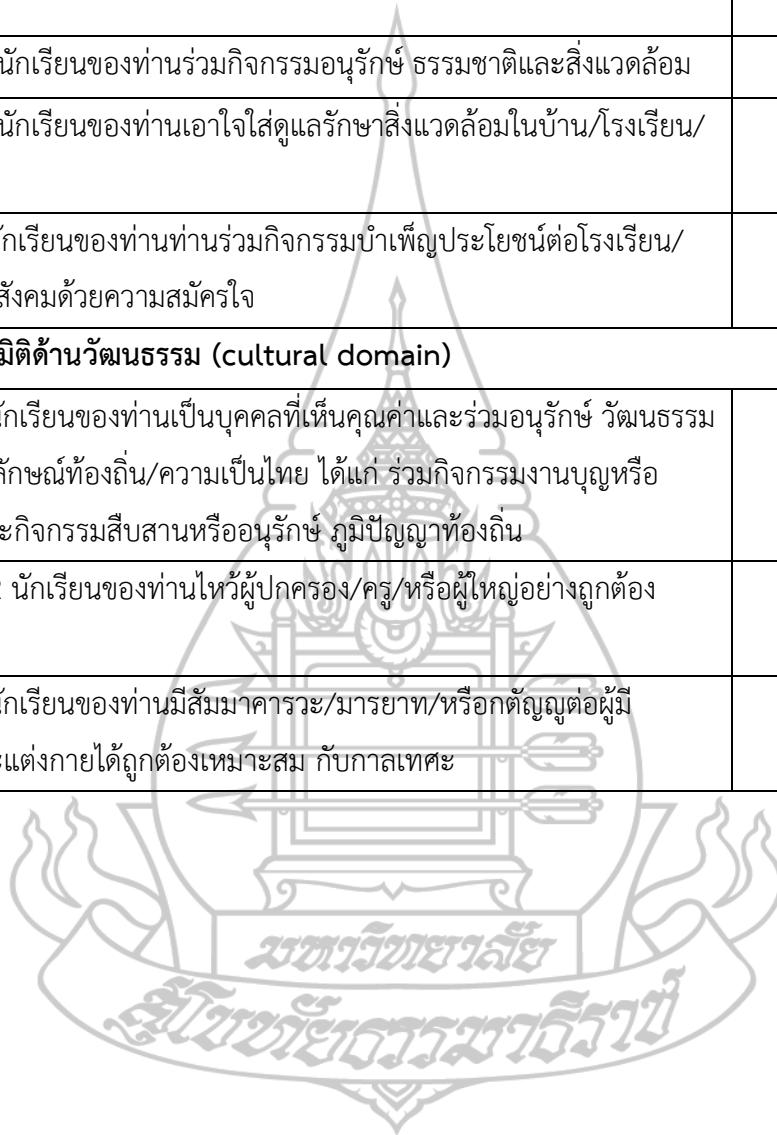 นักเรียนของท่านร่วมกิจกรรมอนุรักษ์ ธรรมชาติและสิ่งแวดล้อม
นักเรียนของท่านเอาใจใส่ดูแลรักษาสิ่งแวดล้อมในบ้าน/โรงเรียน/
นักเรียนของท่านท่านร่วมกิจกรรมบำเพ็ญประโยชน์ต่อโรงเรียน/
สังคมด้วยความสมัครใจ
มิติด้านวัฒนธรรม (cultural domain)
นักเรียนของท่านเป็นบุคคลที่เห็นคุณค่าและร่วมอนุรักษ์ วัฒนธรรม
ลักษณ์ท้องถิ่น/ความเป็นไทย ได้แก่ ร่วมกิจกรรมงานบุญหรือ
ะกิจกรรมสืบสานหรืออนุรักษ์ ภูมิปัญญาท้องถิ่น
2 นักเรียนของท่านไหว้ผู้ปกครอง/ครู/หรือผู้ใหญ่อย่างถูกต้อง
นักเรียนของท่านมีสัมมาคารวะ/มารยาท/หรือกตัญญูต่อผู้มี
ะแต่งกายได้ถูกต้องเหมาะสม กับกาลเทศะ
มหาวิทยาลัย
สุโขทัยธรรมาธิราช